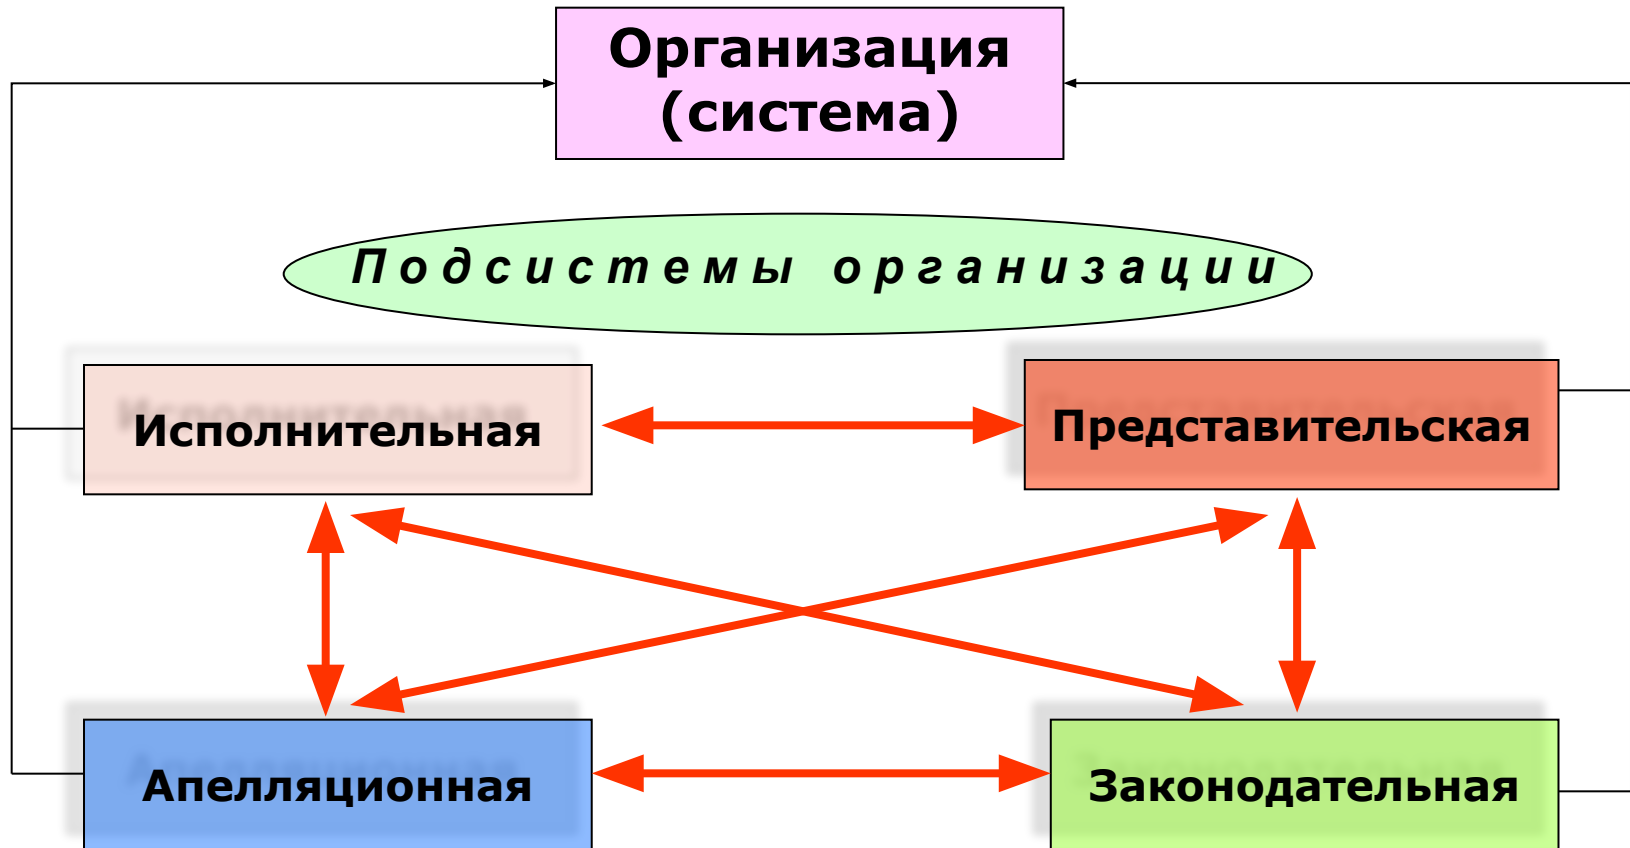 Организация
(система)
Подсистемы организации
Исполнительная
Представительская
Апелляционная
Законодательная